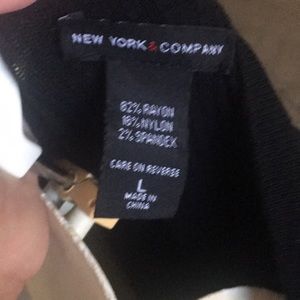 NEW YORK & COMPANY
82% RAYON
16% NYLON
2% SPANDEX
CARE ON REVERSE
L
MADE IN
CHINA